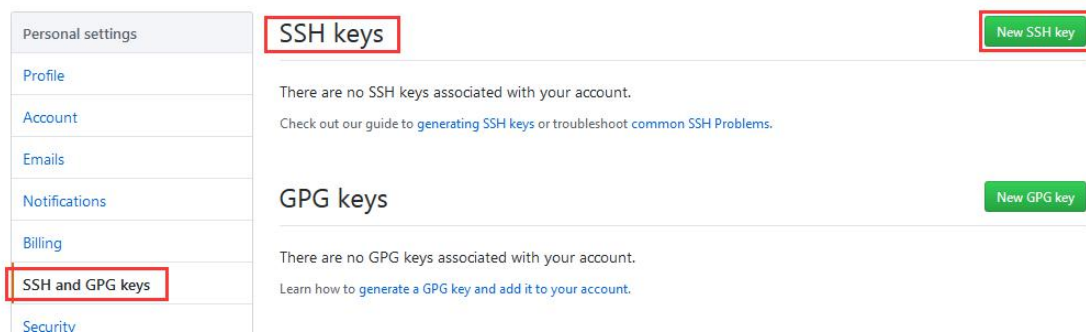 Personal settings
Profile
Account
Emails
Notifications
Billing
SSH and GPG keys
Security
SSH keys
New SSH key
There are no SSH keys associated with your account.
Check out our guide to generating SSH keys or troubleshoot common SSH Problems.
GPG keys
New GPG key
There are no GPG keys associated with your account.
Learn how to generate a GPG key and add it to your account.